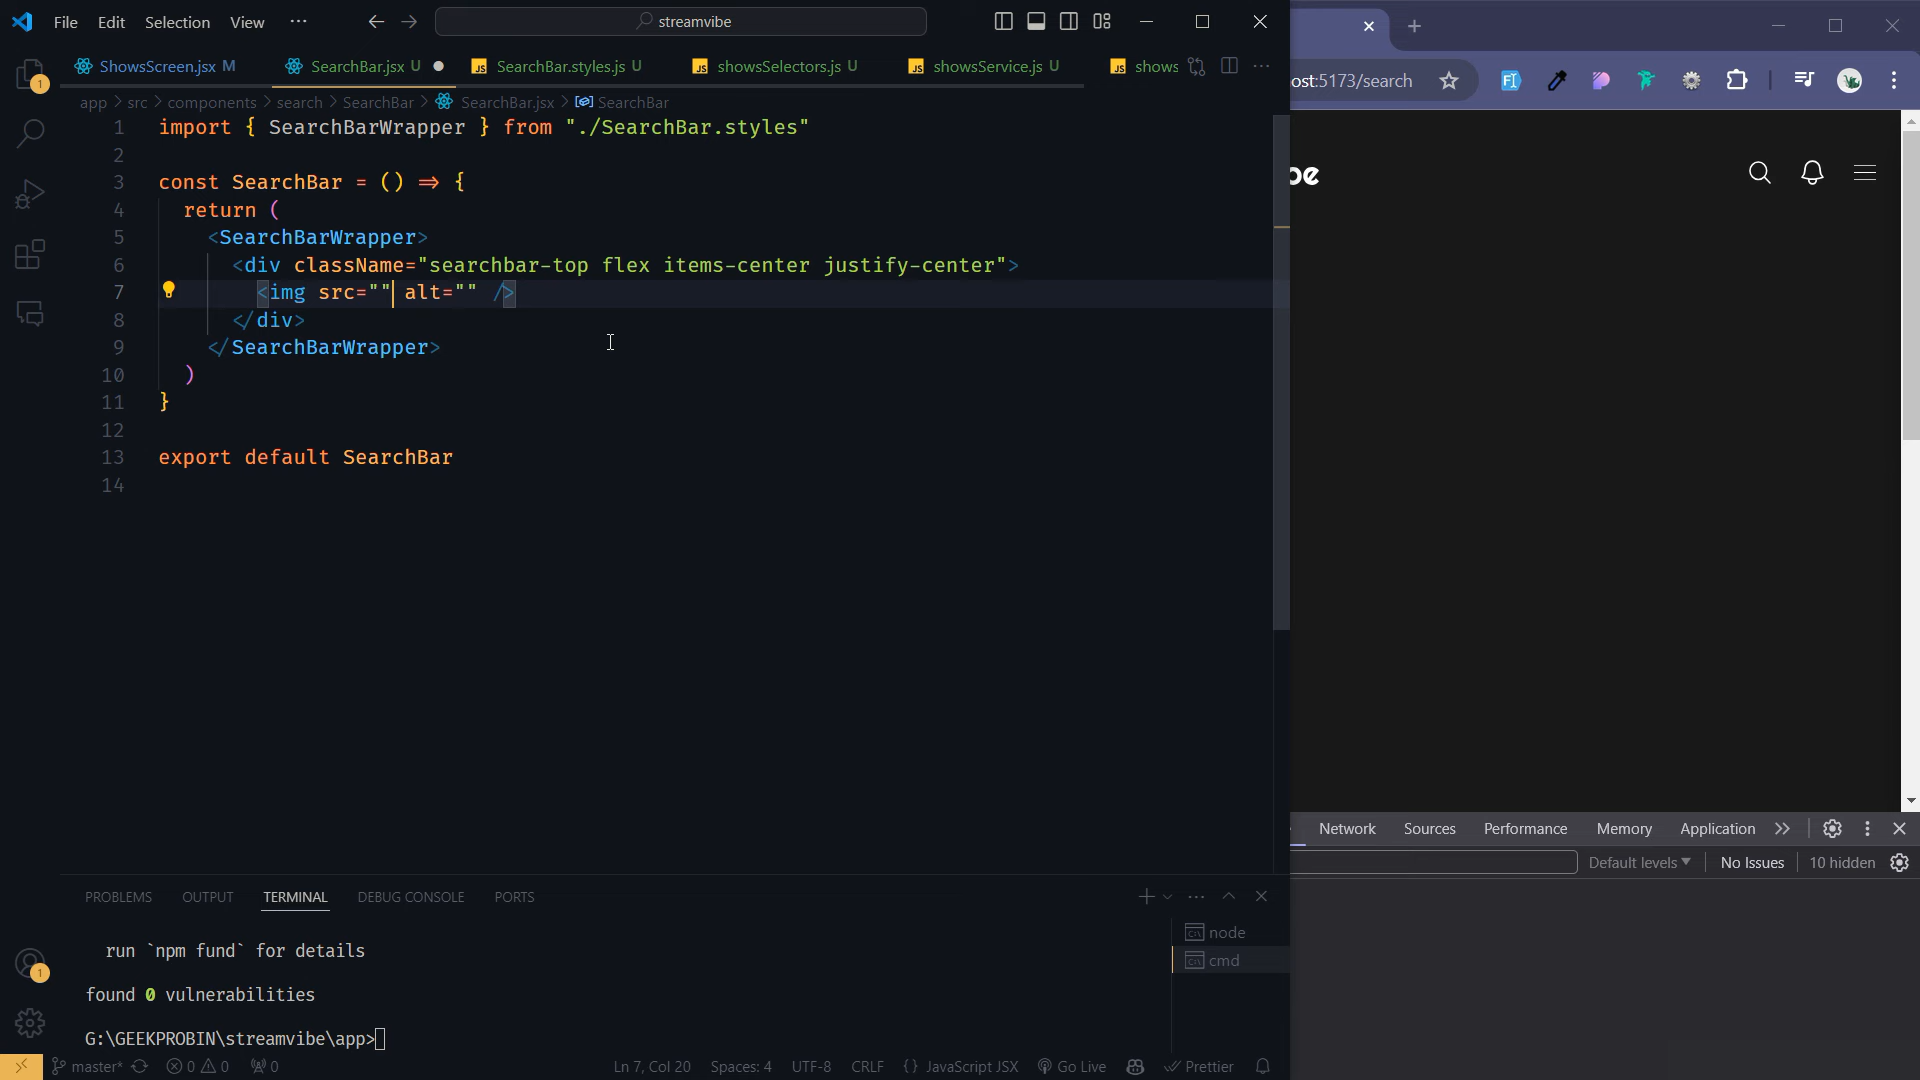 File Edit Selection View ··· streamvibe
ShowsScreen.jsx M SearchBar.jsx U SearchBar.styles.js U showsSelectors.js U showsService.js U shows
app > src > components > search > SearchBar > SearchBar.jsx > SearchBar
1 import { SearchBarWrapper } from "./SearchBar.styles"
2
3 const SearchBar = () => {
4 return (
5 <SearchBarWrapper>
6 <div className="searchbar-top flex items-center justify-center">
7 <img src="" alt="" />
8 </div>
9 </SearchBarWrapper>
10 )
11 }
12
13 export default SearchBar
14
PROBLEMS OUTPUT TERMINAL DEBUG CONSOLE PORTS
run `npm fund` for details
found 0 vulnerabilities
G:\GEEKPROBIN\streamvibe\app>
node
cmd
1
1
master* 0 0 0 Ln 7, Col 20 Spaces: 4 UTF-8 CRLF {} JavaScript JSX Go Live Prettier
ost:5173/search
be
Network Sources Performance Memory Application
Default levels No Issues 10 hidden